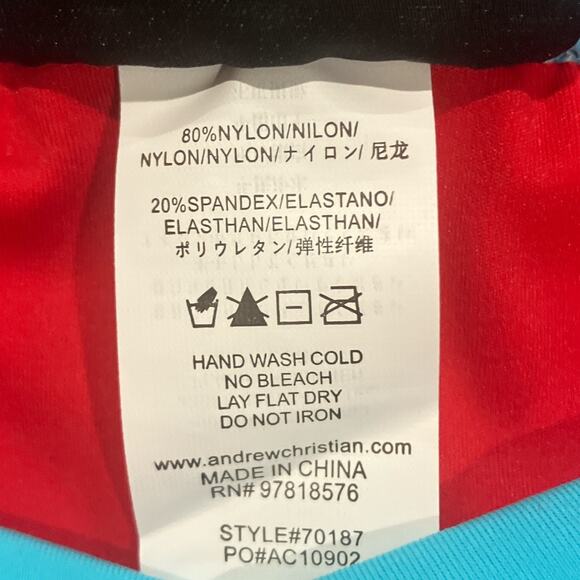 80%NYLON/NILON/
NYLON/NYLON/ナイロン/尼龙
20%SPANDEX/ELASTANO/
ELASTHAN/ELASTHAN/
ポリウレタン/弹性纤维
HAND WASH COLD
NO BLEACH
LAY FLAT DRY
DO NOT IRON
www.andrewchristian.com
MADE IN CHINA
RN# 97818576
STYLE#70187
PO#AC10902